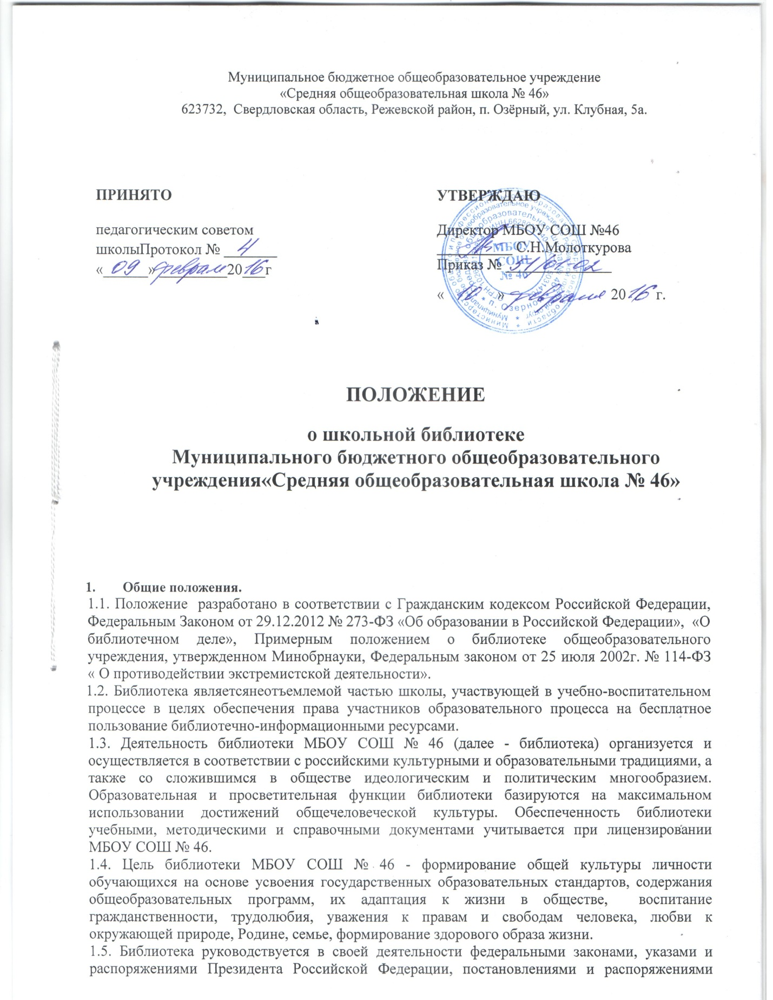 Муниципальное бюджетное общеобразовательное учреждение
«Средняя общеобразовательная школа № 46»
623732,  Свердловская область, Режевской район, п. Озёрный, ул. Клубная, 5а.
ПРИНЯТО
педагогическим советом
школыПротокол № 4
«09» февраля 2016г
УТВЕРЖДАЮ
Директор МБОУ СОШ №46
С.Н.Молоткурова
Приказ №
« 10 » февраля 2016 г.
МБОУ
СОШ
№ 46
ПОЛОЖЕНИЕ
о школьной библиотеке
Муниципального бюджетного общеобразовательного
учреждения«Средняя общеобразовательная школа № 46»
1. Общие положения.
1.1. Положение  разработано в соответствии с Гражданским кодексом Российской Федерации,
Федеральным Законом от 29.12.2012 № 273-ФЗ «Об образовании в Российской Федерации»,  «О
библиотечном деле», Примерным положением о библиотеке общеобразовательного
учреждения, утвержденном Минобрнауки, Федеральным законом от 25 июля 2002г. № 114-ФЗ
« О противодействии экстремистской деятельности».
1.2. Библиотека являетсянеотъемлемой частью школы, участвующей в учебно-воспитательном
процессе в целях обеспечения права участников образовательного процесса на бесплатное
пользование библиотечно-информационными ресурсами.
1.3. Деятельность библиотеки МБОУ СОШ № 46 (далее - библиотека) организуется и
осуществляется в соответствии с российскими культурными и образовательными традициями, а
также со сложившимся в обществе идеологическим и политическим многообразием.
Образовательная и просветительная функции библиотеки базируются на максимальном
использовании достижений общечеловеческой культуры. Обеспеченность библиотеки
учебными, методическими и справочными документами учитывается при лицензировании
МБОУ СОШ № 46.
1.4. Цель библиотеки МБОУ СОШ № 46 - формирование общей культуры личности
обучающихся на основе усвоения государственных образовательных стандартов, содержания
общеобразовательных программ, их адаптация к жизни в обществе,  воспитание
гражданственности, трудолюбия, уважения к правам и свободам человека, любви к
окружающей природе, Родине, семье, формирование здорового образа жизни.
1.5. Библиотека руководствуется в своей деятельности федеральными законами, указами и
распоряжениями Президента Российской Федерации, постановлениями и распоряжениями